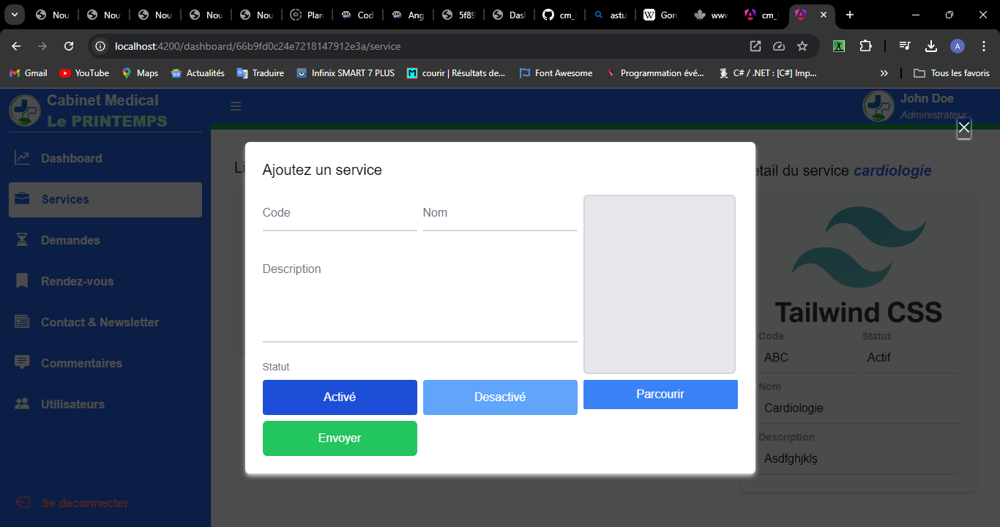 Nou
Nou
Nou
Nou
Nou
Plan
Cod
Ang
5f89
Das
cm_
astu
Gon
www
cm_
localhost:4200/dashboard/66b9fd0c24e7218147912e3a/service
A
Gmail
YouTube
Maps
Actualités
Traduire
Infinix SMART 7 PLUS
courir | Résultats de...
Font Awesome
Programmation évé...
C# / .NET : [C#] Imp...
»
Tous les favoris
Cabinet Medical
Le PRINTEMPS
John Doe
Administrateur
Dashboard
Services
Demandes
Rendez-vous
Contact & Newsletter
Commentaires
Utilisateurs
Se deconnecter
Li
Ajoutez un service
Code
Nom
Description
Statut
Activé
Desactivé
Parcourir
Envoyer
etail du service cardiologie
Tailwind CSS
Code
Statut
ABC
Actif
Nom
Cardiologie
Description
Asdfghjklş